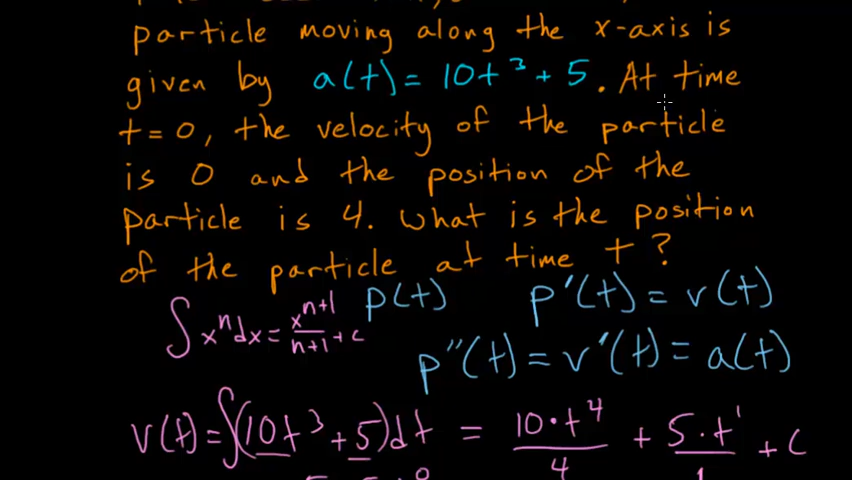 particle moving along the x-axis is
given by a(t) = 10t³ + 5. At time
t=0, the velocity of the particle
is 0 and the position of the
particle is 4. What is the position
of the particle at time t?
∫xⁿdx = xⁿ⁺¹/n+1 + c p(t) p'(t) = v(t)
p''(t) = v'(t) = a(t)
v(t) = ∫(10t³ + 5)dt = 10·t⁴/4 + 5·t¹/1 + C